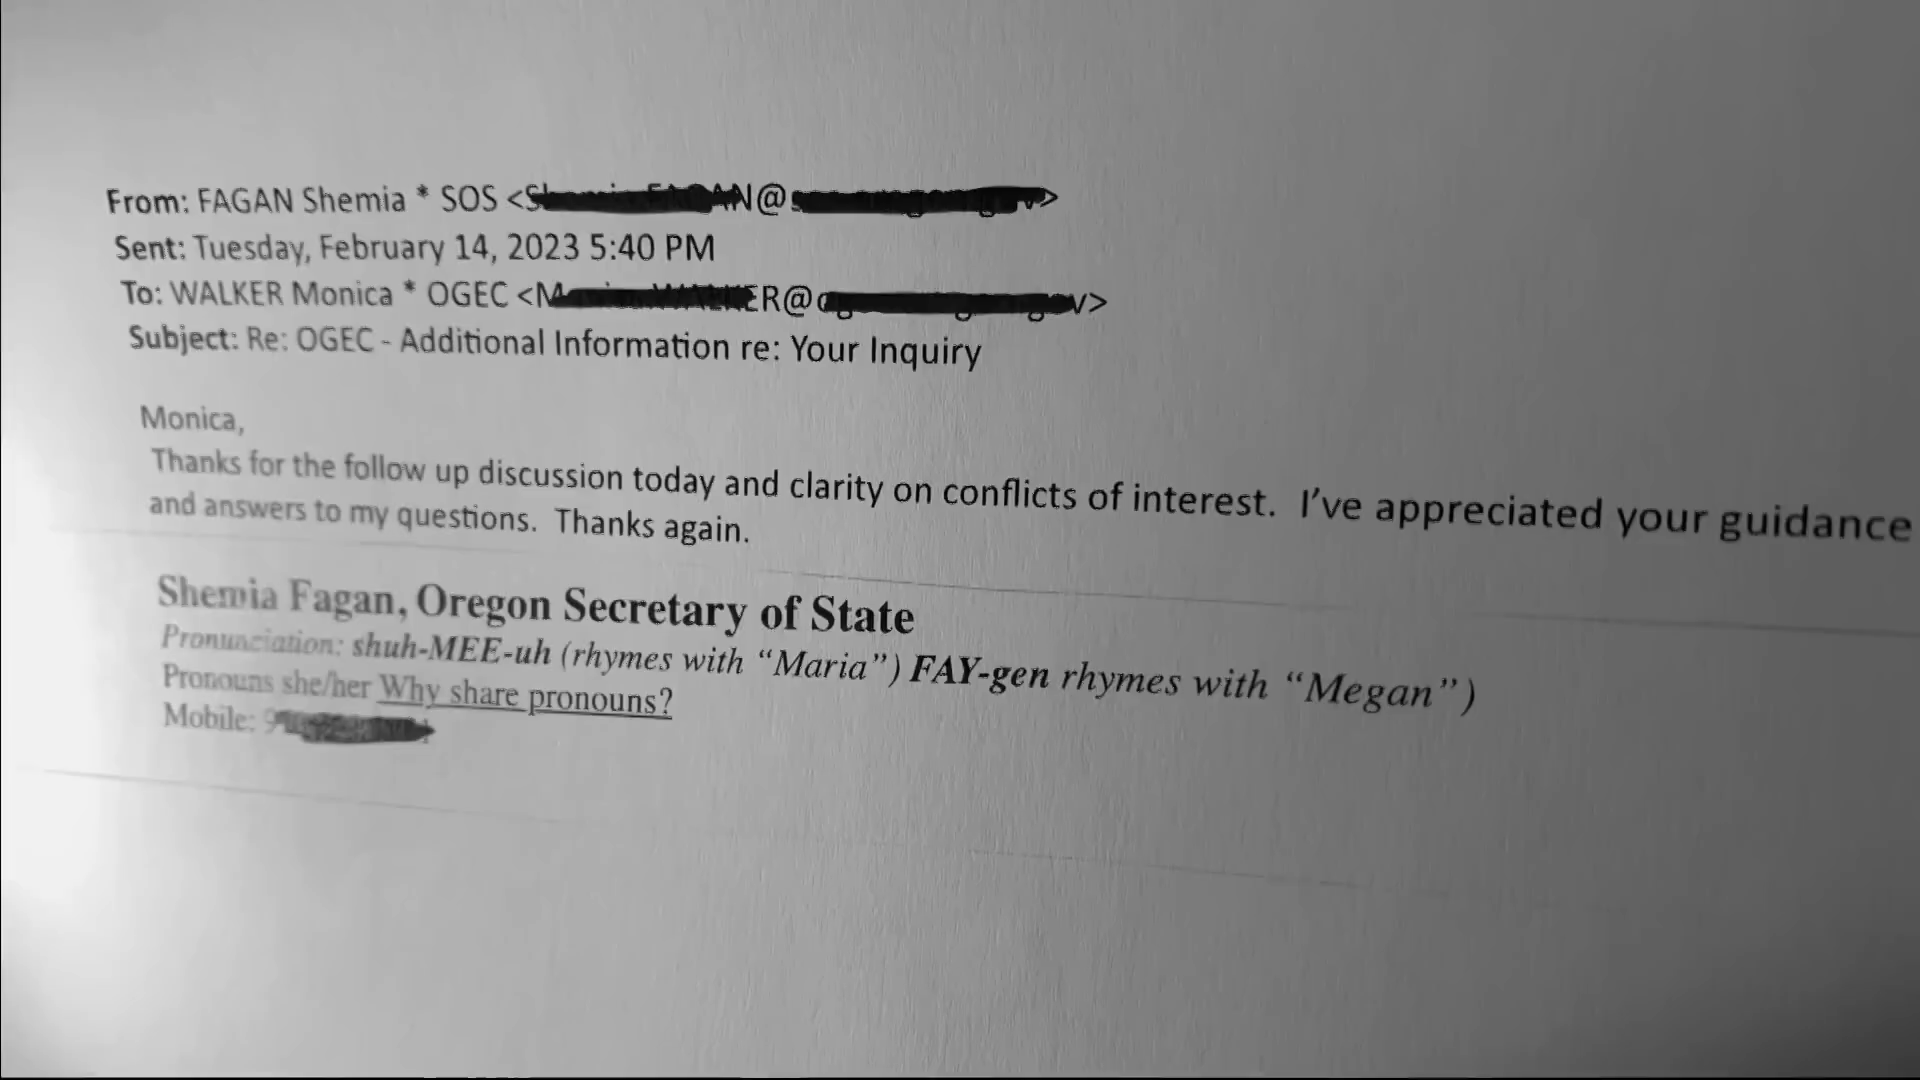 From: FAGAN Shemia * SOS < N@ >
Sent: Tuesday, February 14, 2023 5:40 PM
To: WALKER Monica * OGEC < ER@ v>
Subject: Re: OGEC - Additional Information re: Your Inquiry
Monica,
Thanks for the follow up discussion today and clarity on conflicts of interest. I've appreciated your guidance
and answers to my questions. Thanks again.
Shemia Fagan, Oregon Secretary of State
Pronunciation: shuh-MEE-uh (rhymes with “Maria”) FAY-gen rhymes with “Megan”)
Pronouns she/her Why share pronouns?
Mobile: